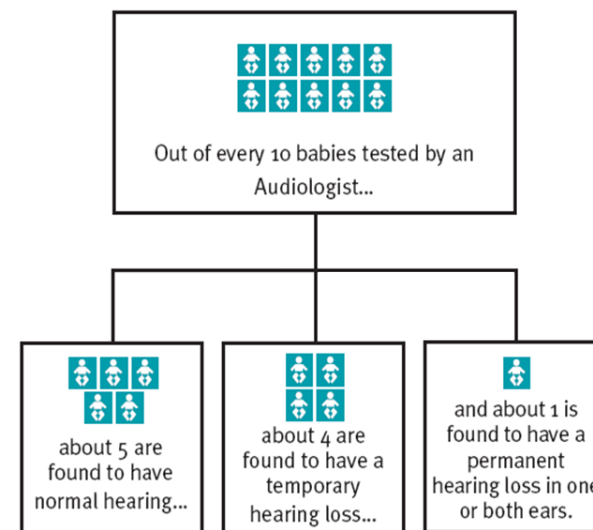 Out of every 10 babies tested by an
Audiologist...
about 5 are
found to have
normal hearing...
about 4 are
found to have a
temporary
hearing loss...
and about 1 is
found to have a
permanent
hearing loss in one
or both ears.